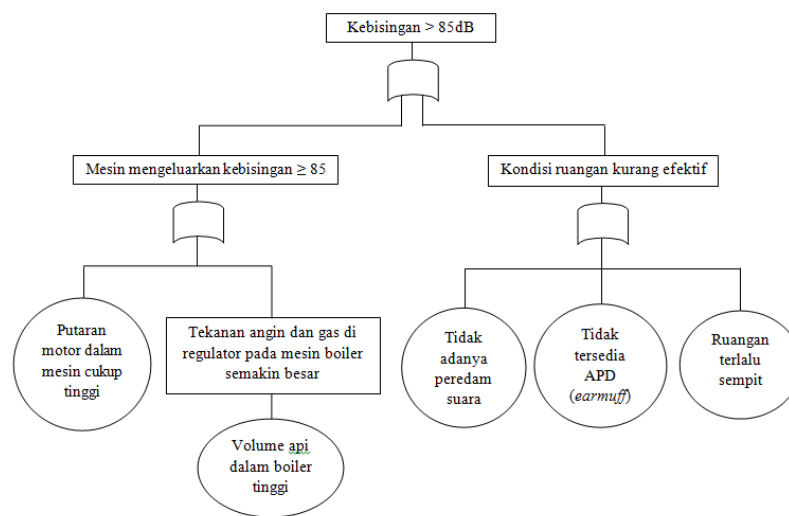 Kebisingan > 85dB
Mesin mengeluarkan kebisingan ≥ 85
Kondisi ruangan kurang efektif
Putaran
motor dalam
mesin cukup
tinggi
Tekanan angin dan gas di
regulator pada mesin boiler
semakin besar
Tidak
adanya
peredam
suara
Tidak
tersedia
APD
(earmuff)
Ruangan
terlalu
sempit
Volume api
dalam boiler
tinggi